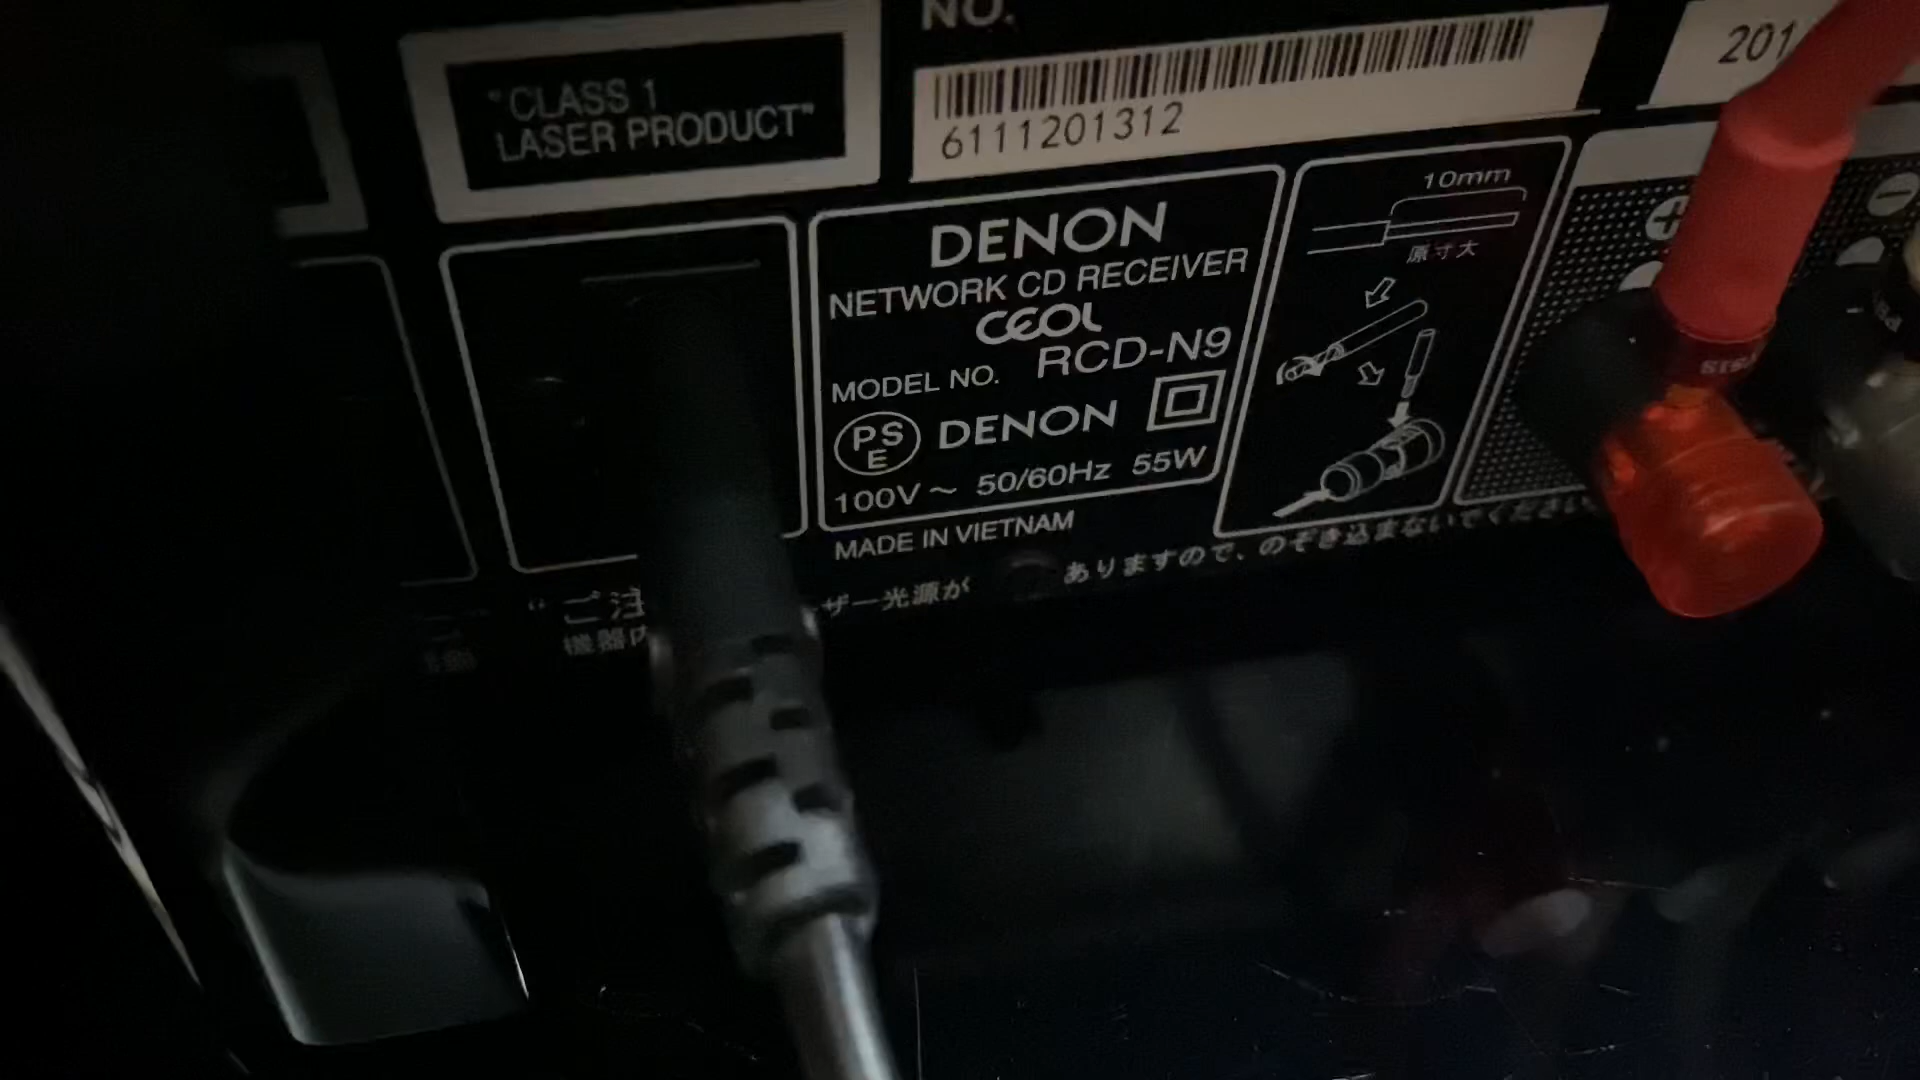 NO.
"CLASS 1
LASER PRODUCT"
6111201312
201
DENON
NETWORK CD RECEIVER
CEOL
MODEL NO. RCD-N9
PS
E
DENON
100V ~ 50/60Hz 55W
MADE IN VIETNAM
10mm
原寸大
"ご注
ーザー光源が
ありますので、のぞき込まないでください
機器内